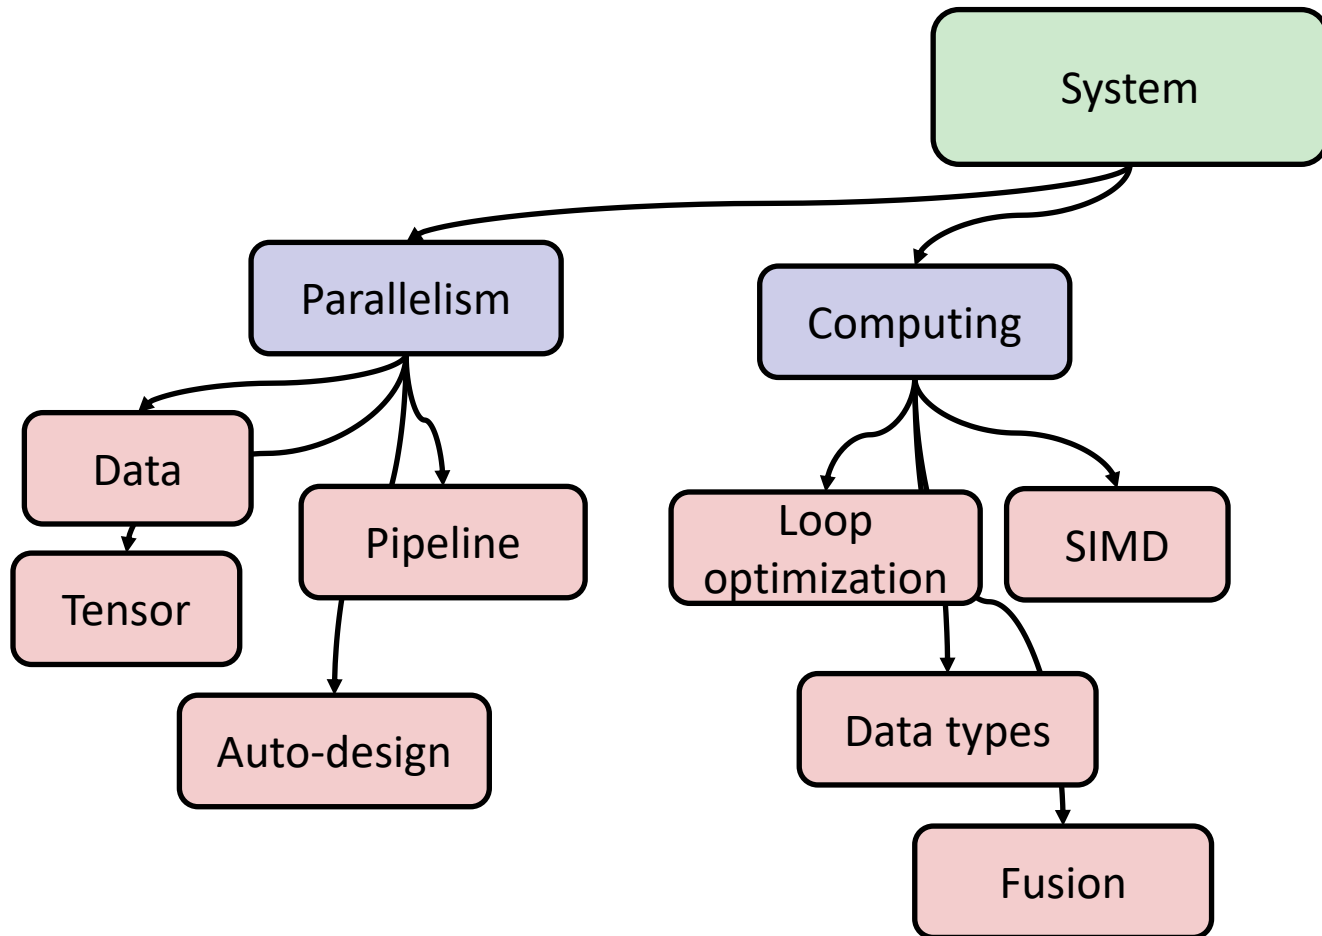 System
Parallelism
Computing
Data
Pipeline
Loop
optimization
SIMD
Tensor
Data types
Auto-design
Fusion